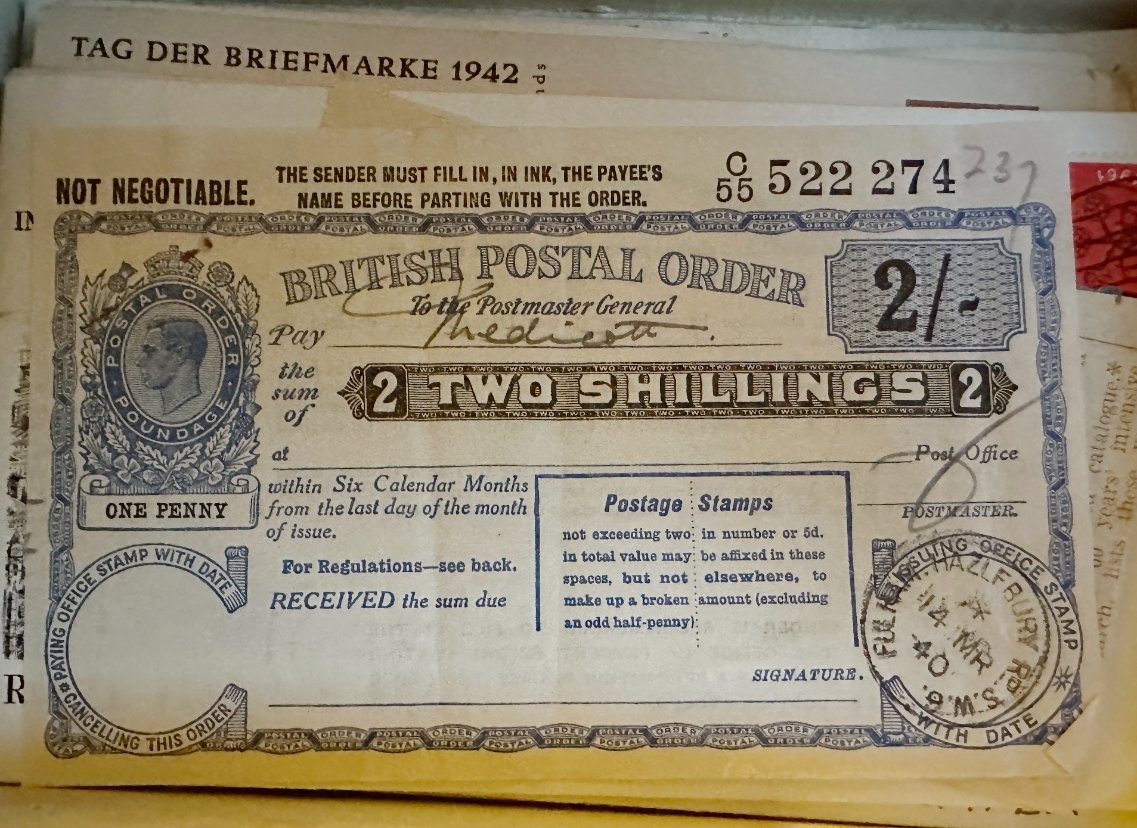 TAG DER BRIEFMARKE 1942
NOT NEGOTIABLE.
THE SENDER MUST FILL IN, IN INK, THE PAYEE'S
NAME BEFORE PARTING WITH THE ORDER.
C/55 522 274
237
BRITISH POSTAL ORDER
2/-
To the Postmaster General
POSTAL ORDER
POUNDAGE
ONE PENNY
Pay Medicott.
the
sum
of
2 TWO SHILLINGS 2
at Post Office
within Six Calendar Months
from the last day of the month
of issue.
POSTMASTER.
For Regulations—see back.
RECEIVED the sum due
Postage Stamps
not exceeding two in number or 5d.
in total value may be affixed in these
spaces, but not elsewhere, to
make up a broken amount (excluding
an odd half-penny)
SIGNATURE.
PAYING OFFICE STAMP WITH DATE
CANCELLING THIS ORDER
ISSUING OFFICE STAMP
WITH DATE
HAZLEBURY RD
14 MR
40
S.W.6.
catalogue,*
years'
lists
these